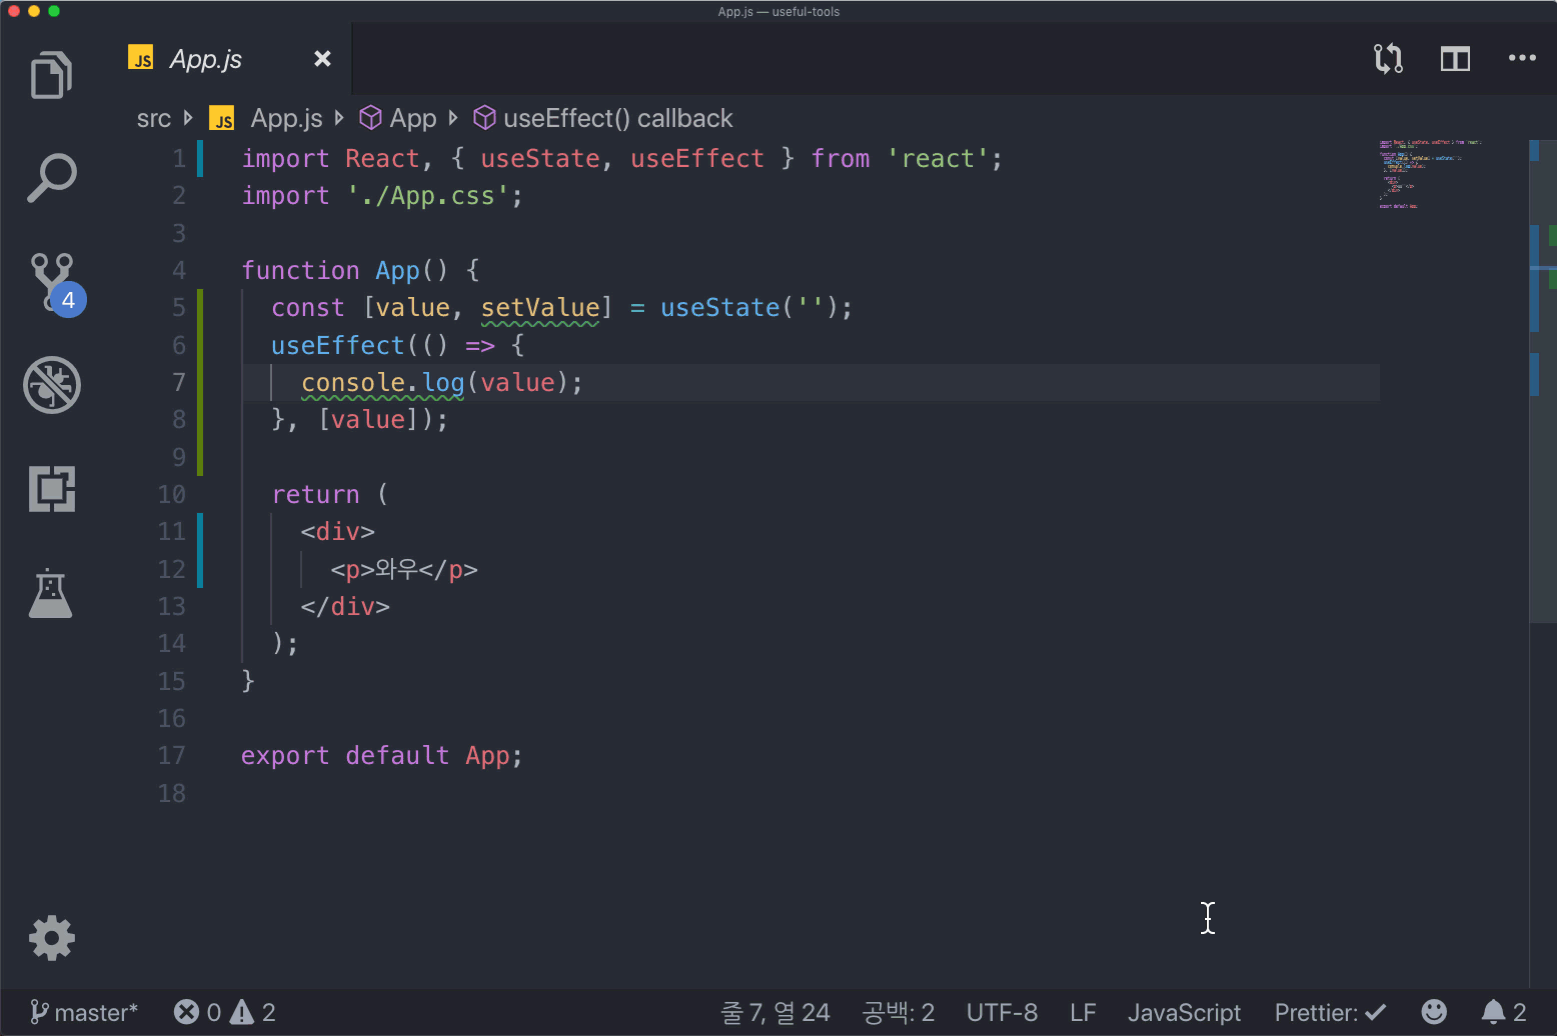 App.js — useful-tools
JS App.js
src JS App.js App useEffect() callback
1 import React, { useState, useEffect } from 'react';
2 import './App.css';
3
4 function App() {
5 const [value, setValue] = useState('');
6 useEffect(() => {
7 console.log(value);
8 }, [value]);
9
10 return (
11 <div>
12 <p>와우</p>
13 </div>
14 );
15 }
16
17 export default App;
18
4
master* 0 2 줄 7, 열 24 공백: 2 UTF-8 LF JavaScript Prettier: ✓ 2